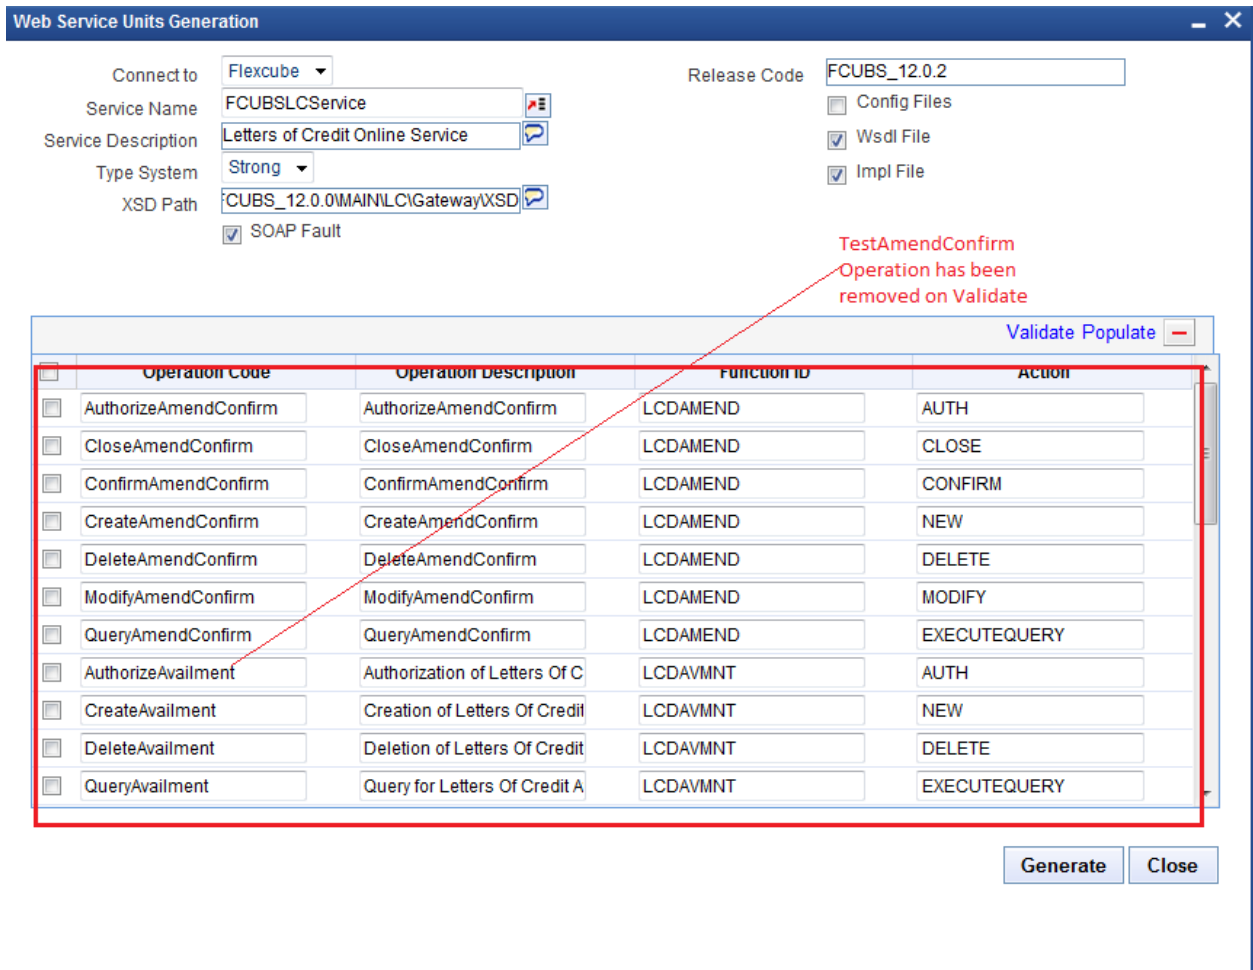 Web Service Units Generation
Connect to Flexcube
Release Code FCUBS_12.0.2
Service Name FCUBSLCService
Config Files
Service Description Letters of Credit Online Service
Wsdl File
Type System Strong
Impl File
XSD Path FCUBS_12.0.0\MAIN\LC\Gateway\XSD
SOAP Fault
TestAmendConfirm
Operation has been
removed on Validate
Validate Populate
Operation Code Operation Description Function ID Action
AuthorizeAmendConfirm AuthorizeAmendConfirm LCDAMEND AUTH
CloseAmendConfirm CloseAmendConfirm LCDAMEND CLOSE
ConfirmAmendConfirm ConfirmAmendConfirm LCDAMEND CONFIRM
CreateAmendConfirm CreateAmendConfirm LCDAMEND NEW
DeleteAmendConfirm DeleteAmendConfirm LCDAMEND DELETE
ModifyAmendConfirm ModifyAmendConfirm LCDAMEND MODIFY
QueryAmendConfirm QueryAmendConfirm LCDAMEND EXECUTEQUERY
AuthorizeAvailment Authorization of Letters Of C LCDAVMNT AUTH
CreateAvailment Creation of Letters Of Credit LCDAVMNT NEW
DeleteAvailment Deletion of Letters Of Credit LCDAVMNT DELETE
QueryAvailment Query for Letters Of Credit A LCDAVMNT EXECUTEQUERY
Generate Close